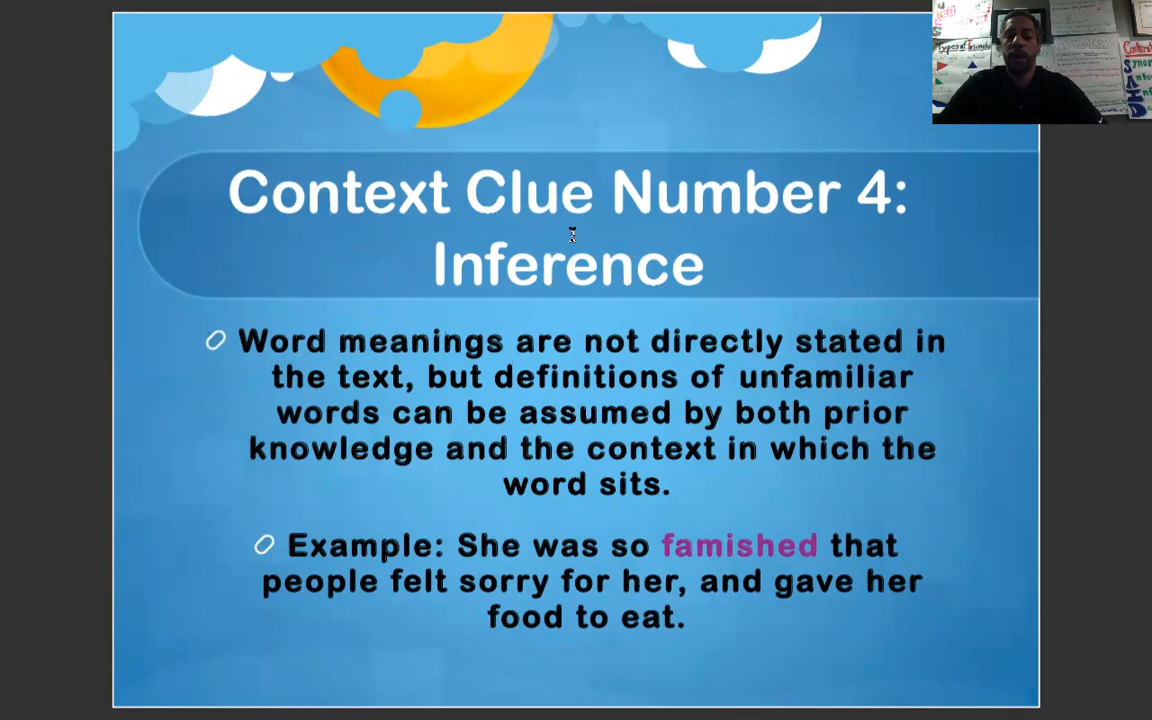 Context Clue Number 4:
Inference
Word meanings are not directly stated in
the text, but definitions of unfamiliar
words can be assumed by both prior
knowledge and the context in which the
word sits.
Example: She was so famished that
people felt sorry for her, and gave her
food to eat.
Types of